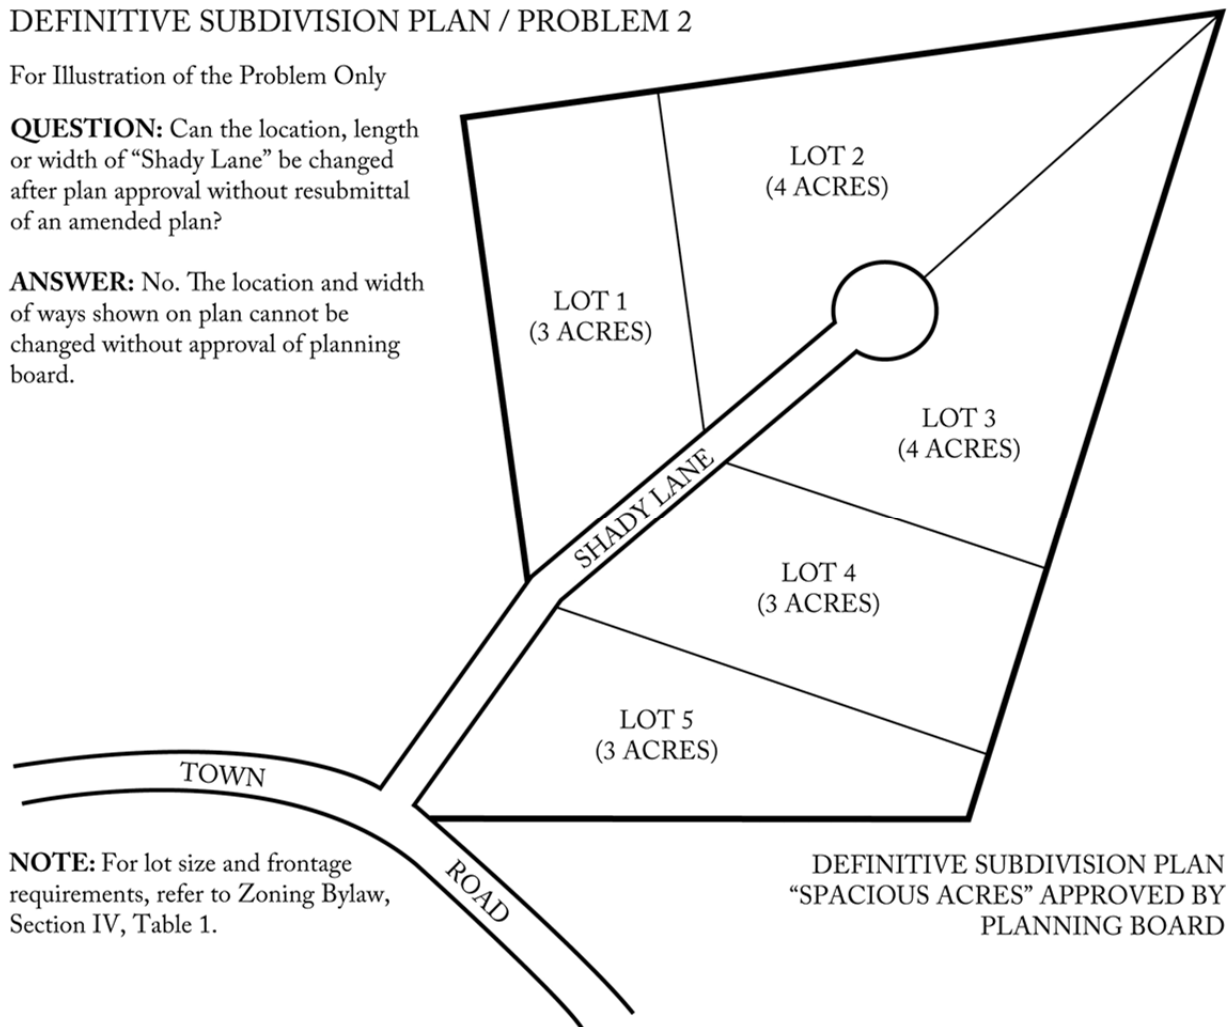 DEFINITIVE SUBDIVISION PLAN / PROBLEM 2
For Illustration of the Problem Only
QUESTION: Can the location, length
or width of “Shady Lane” be changed
after plan approval without resubmittal
of an amended plan?
ANSWER: No. The location and width
of ways shown on plan cannot be
changed without approval of planning
board.
LOT 2
(4 ACRES)
LOT 1
(3 ACRES)
LOT 3
(4 ACRES)
SHADY LANE
LOT 4
(3 ACRES)
LOT 5
(3 ACRES)
TOWN
ROAD
NOTE: For lot size and frontage
requirements, refer to Zoning Bylaw,
Section IV, Table 1.
DEFINITIVE SUBDIVISION PLAN
“SPACIOUS ACRES” APPROVED BY
PLANNING BOARD